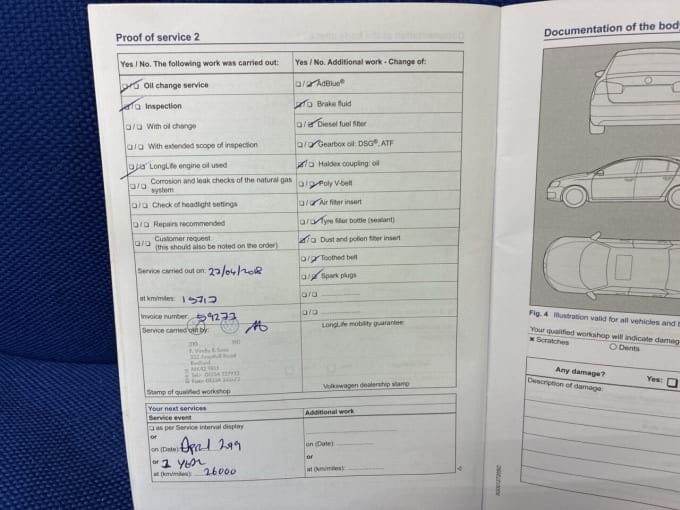 Proof of service 2
Yes / No. The following work was carried out:
Oil change service
Inspection
With oil change
With extended scope of inspection
LongLife engine oil used
Corrosion and leak checks of the natural gas
system
Check of headlight settings
Repairs recommended
Customer request
(this should also be noted on the order)
Service carried out on:
at km/miles:
Invoice number: 59273
Service carried out by:
Stamp of qualified workshop
Yes / No. Additional work - Change of:
AdBlue®
Brake fluid
Diesel fuel filter
Gearbox oil: DSG®, ATF
Haldex coupling: oil
Poly V-belt
Air filter insert
Tyre filler bottle (sealant)
Dust and pollen filter insert
Toothed belt
Spark plugs
LongLife mobility guarantee:
Volkswagen dealership stamp
Your next services
Service event
as per Service interval display
or
on (Date): April
or 1 year
at (km/miles): 26000
Additional work
on (Date):
or
at (km/miles):
Documentation of the bod
Fig. 4 Illustration valid for all vehicles and
Your qualified workshop will indicate damag
× Scratches
O Dents
Any damage?
Yes:
Description of damage: